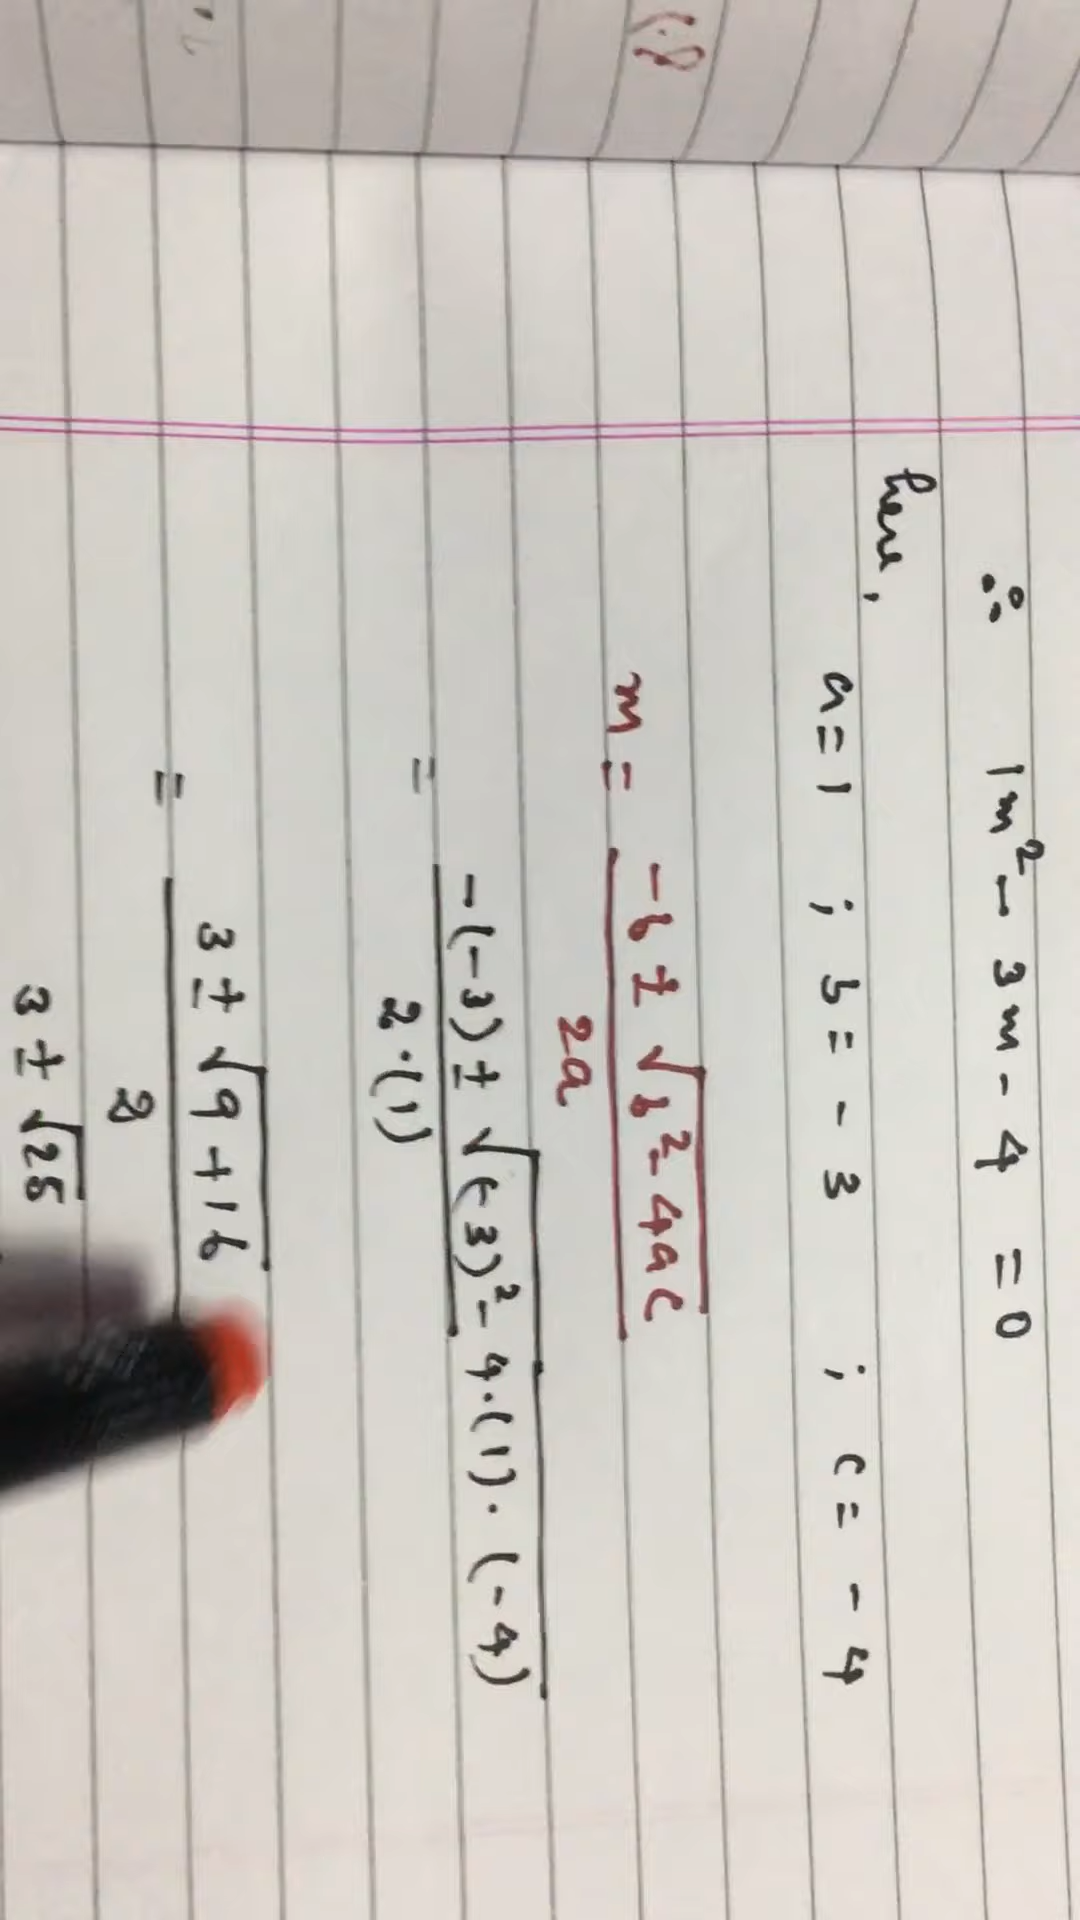 ∴ 1m² - 3m - 4 = 0
here,
a = 1 ; b = - 3 ; c = - 4
m = -b ± √b² - 4ac
2a
= -(-3) ± √(-3)² - 4·(1)·(-4)
2·(1)
= 3 ± √9 + 16
2
3 ± √25